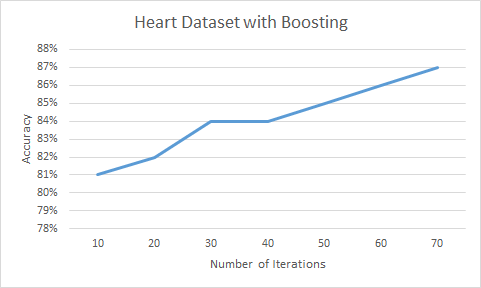 Heart Dataset with Boosting
88%
87%
86%
85%
84%
83%
82%
81%
80%
79%
78%
Accuracy
10 20 30 40 50 60 70
Number of Iterations